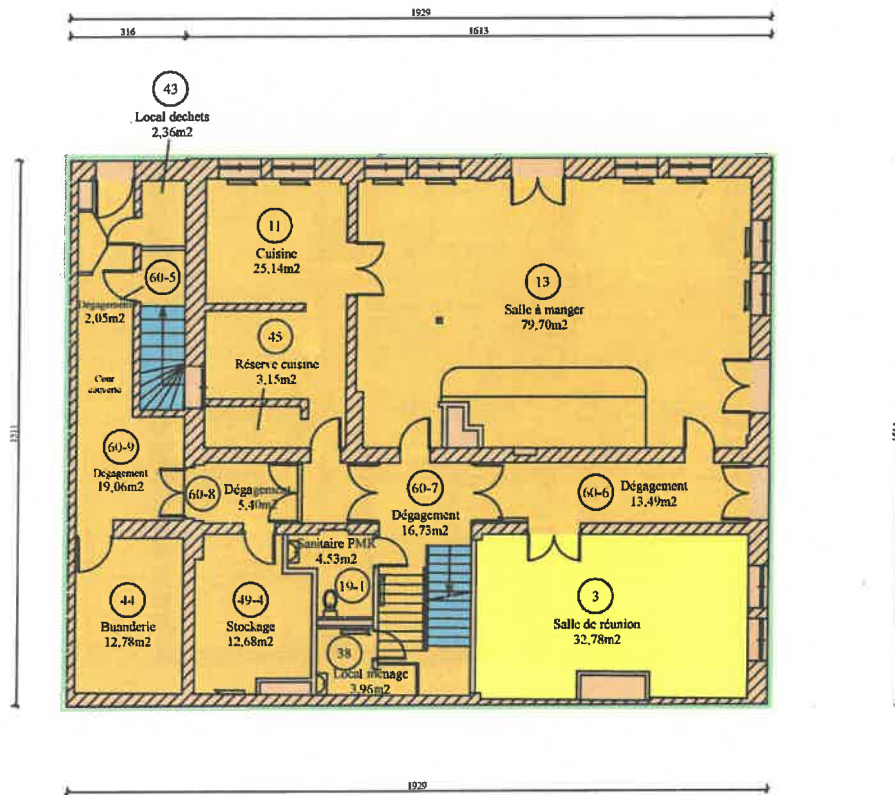 1929
316
1613
43
Local dechets
2,36m2
11
Cuisine
25,14m2
60-5
Dégagement
2,05m2
13
Salle à manger
79,70m2
45
Réserve cuisine
3,15m2
Cour
couverte
60-9
Dégagement
19,06m2
60-8
Dégagement
5,40m2
60-7
Dégagement
16,73m2
60-6
Dégagement
13,49m2
Sanitaire PMR
4.53m2
19-1
44
Buanderie
12,78m2
49-4
Stockage
12,68m2
3
Salle de réunion
32,78m2
38
Local ménage
3,96m2
1929